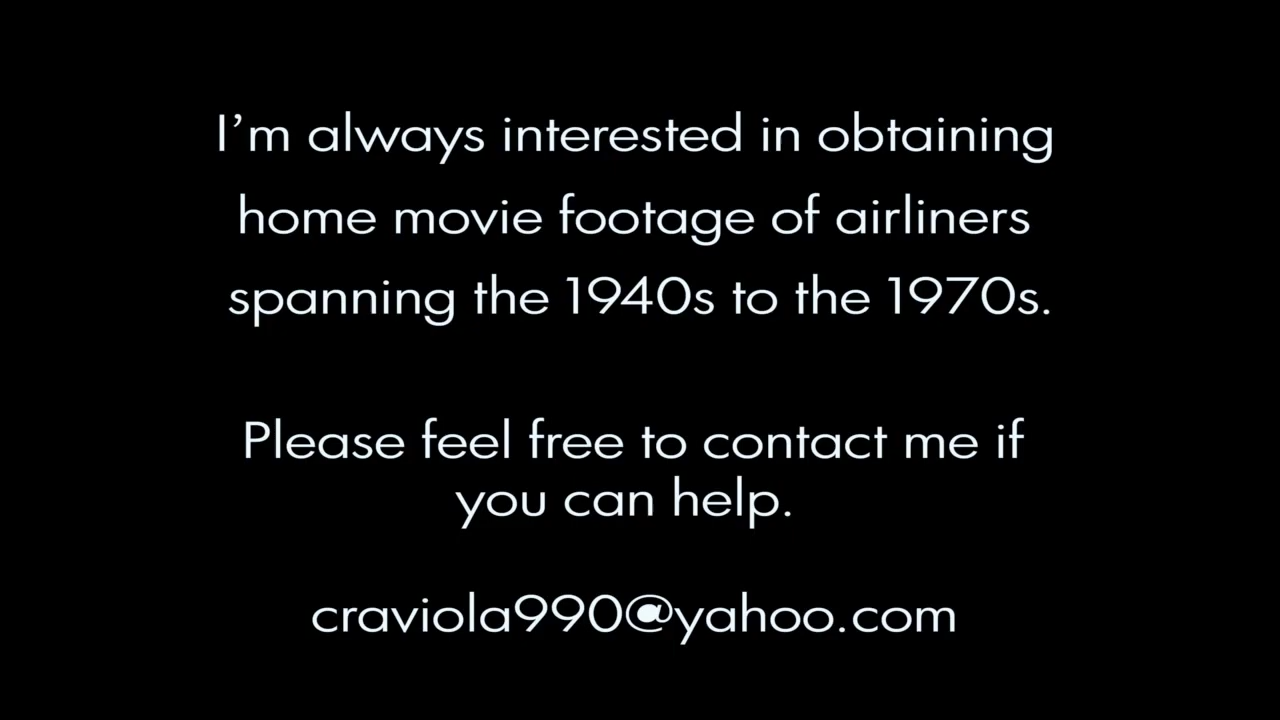 I’m always interested in obtaining
home movie footage of airliners
spanning the 1940s to the 1970s.
Please feel free to contact me if
you can help.
craviola990@yahoo.com